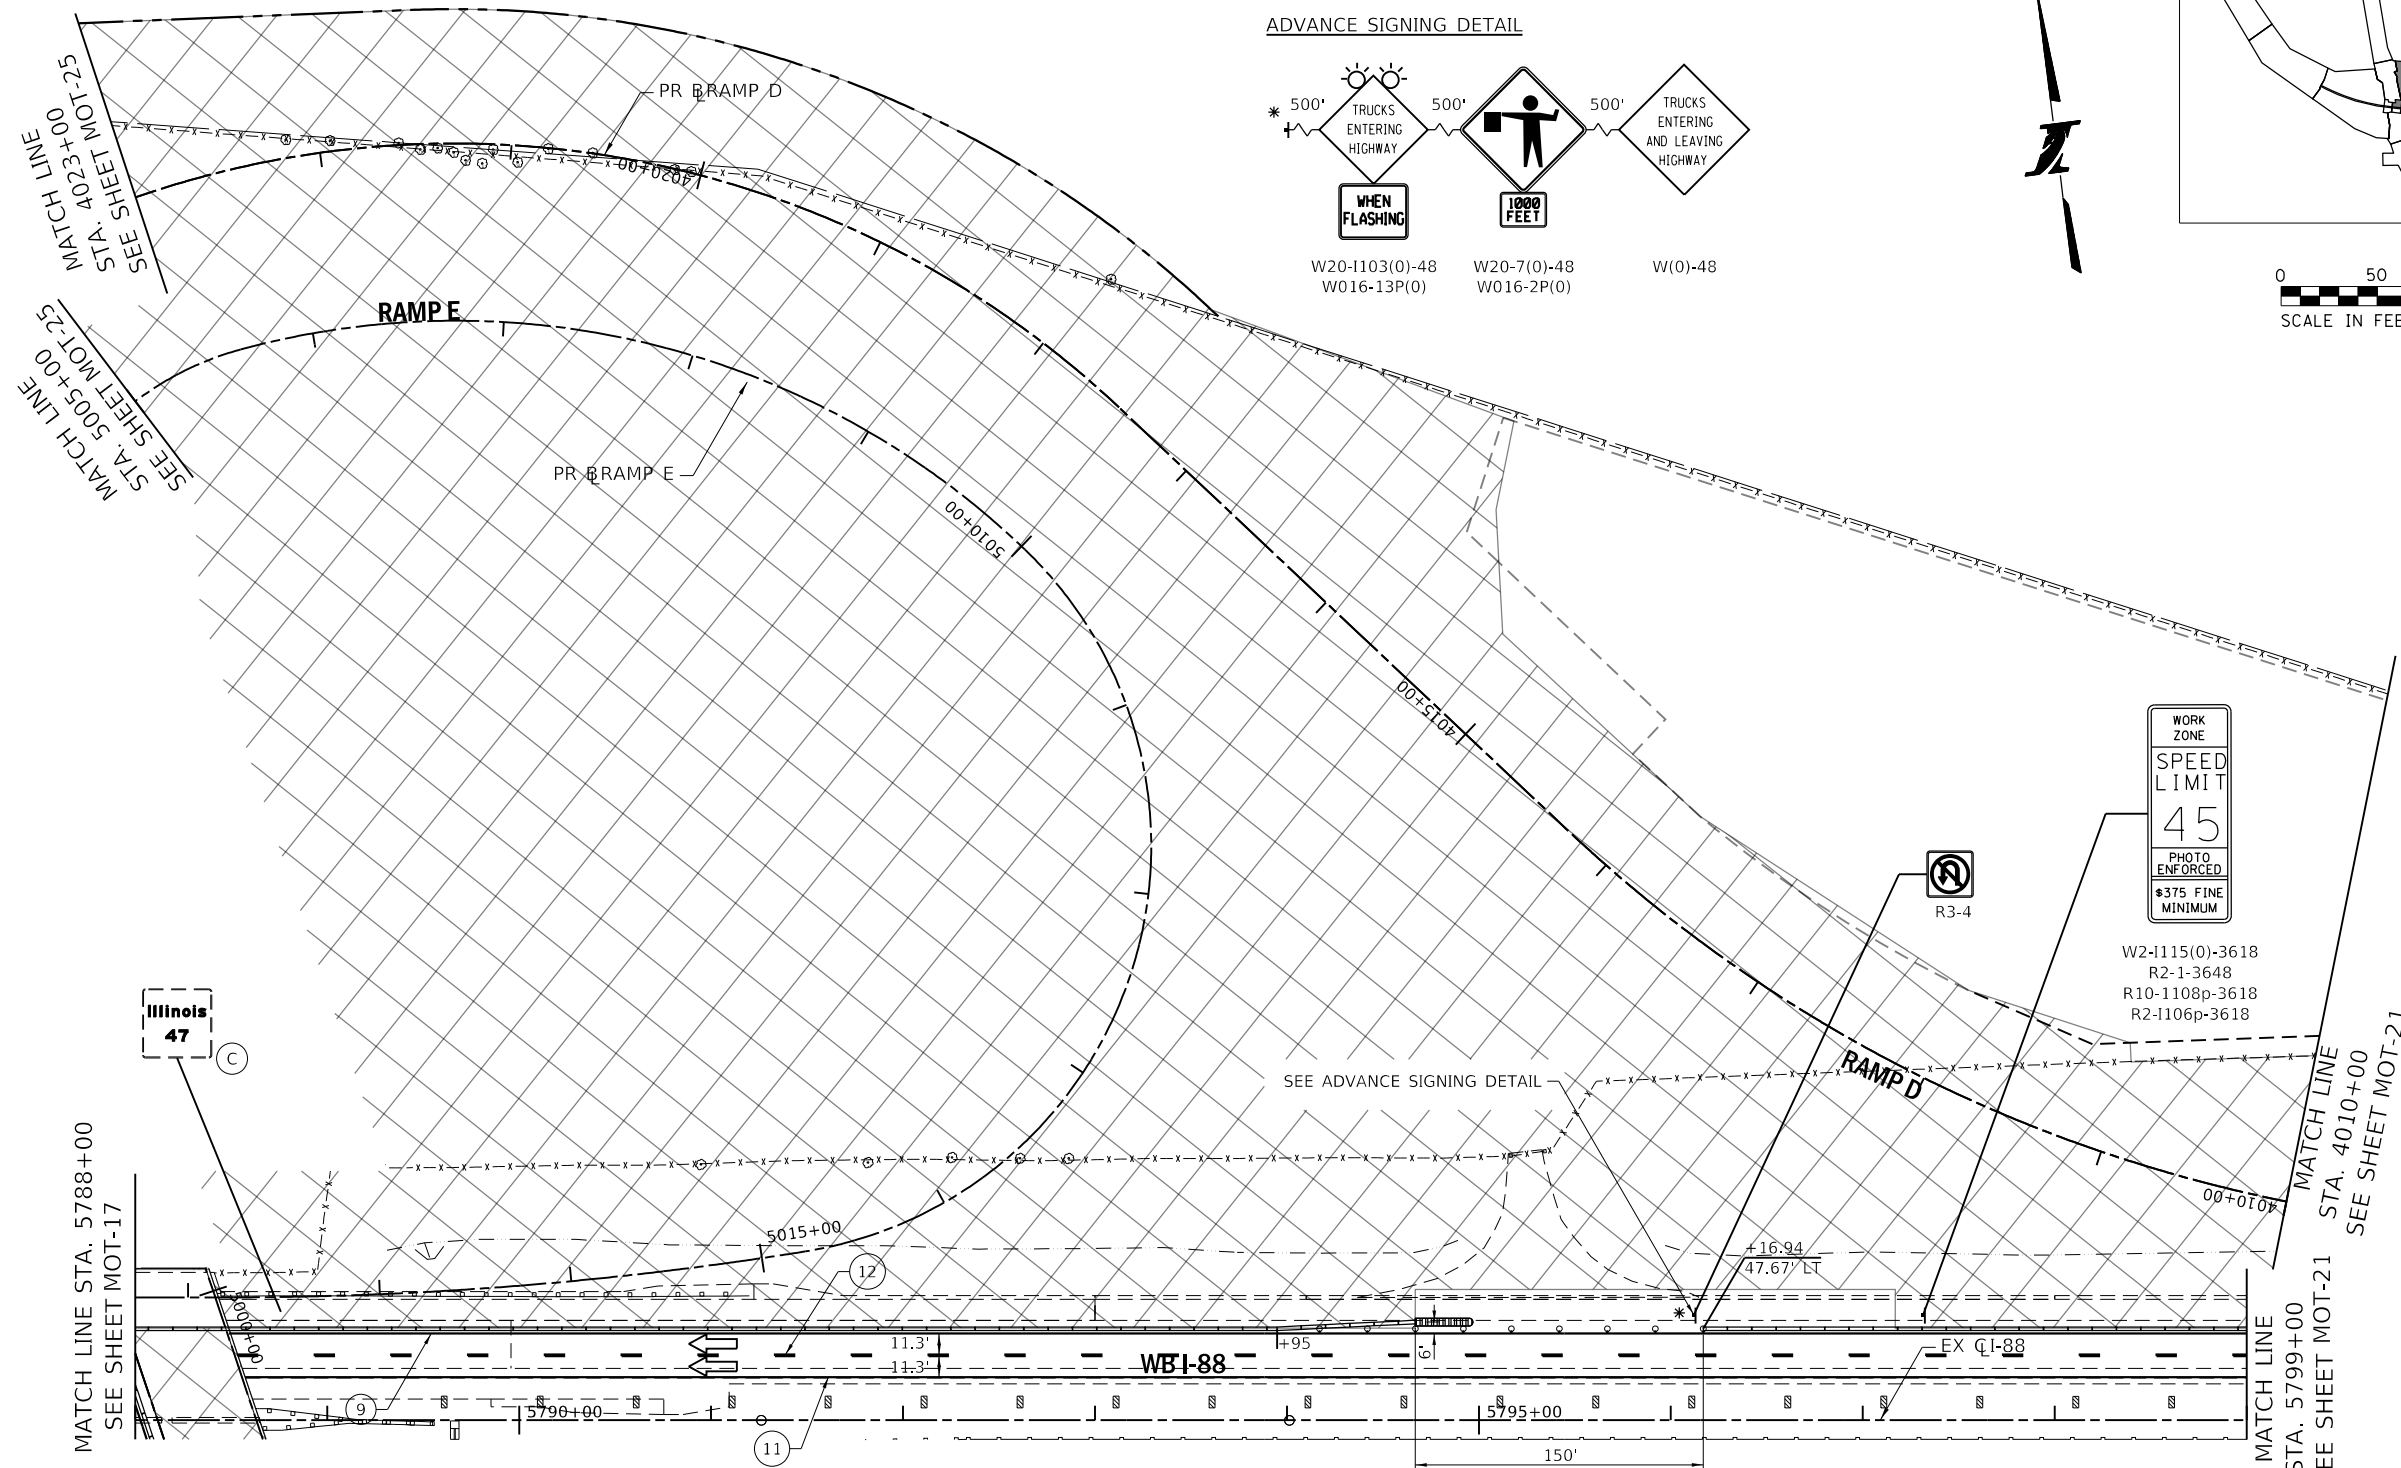 ADVANCE SIGNING DETAIL
500'
500'
500'
TRUCKS
ENTERING
HIGHWAY
TRUCKS
ENTERING
AND LEAVING
HIGHWAY
WHEN
FLASHING
1000
FEET
W20-I103(0)-48
W016-13P(0)
W20-7(0)-48
W016-2P(0)
W(0)-48
0 50
SCALE IN FEE
MATCH LINE
STA. 4023+00
SEE SHEET MOT-25
PR BL RAMP D
4020+00
RAMP E
MATCH LINE
STA. 5005+00
SEE SHEET MOT-25
PR BL RAMP E
5010+00
4015+00
WORK
ZONE
SPEED
LIMIT
45
PHOTO
ENFORCED
$375 FINE
MINIMUM
R3-4
W2-I115(0)-3618
R2-1-3648
R10-1108p-3618
R2-I106p-3618
Illinois
47
C
SEE ADVANCE SIGNING DETAIL
RAMP D
MATCH LINE
STA. 4010+00
SEE SHEET MOT-21
4010+00
MATCH LINE STA. 5788+00
SEE SHEET MOT-17
5015+00
12
+16.94
47.67' LT
5000+00
11.3'
11.3'
+95
6'
WB I-88
EX CL I-88
9
5790+00
5795+00
11
150'
MATCH LINE
STA. 5799+00
EE SHEET MOT-21